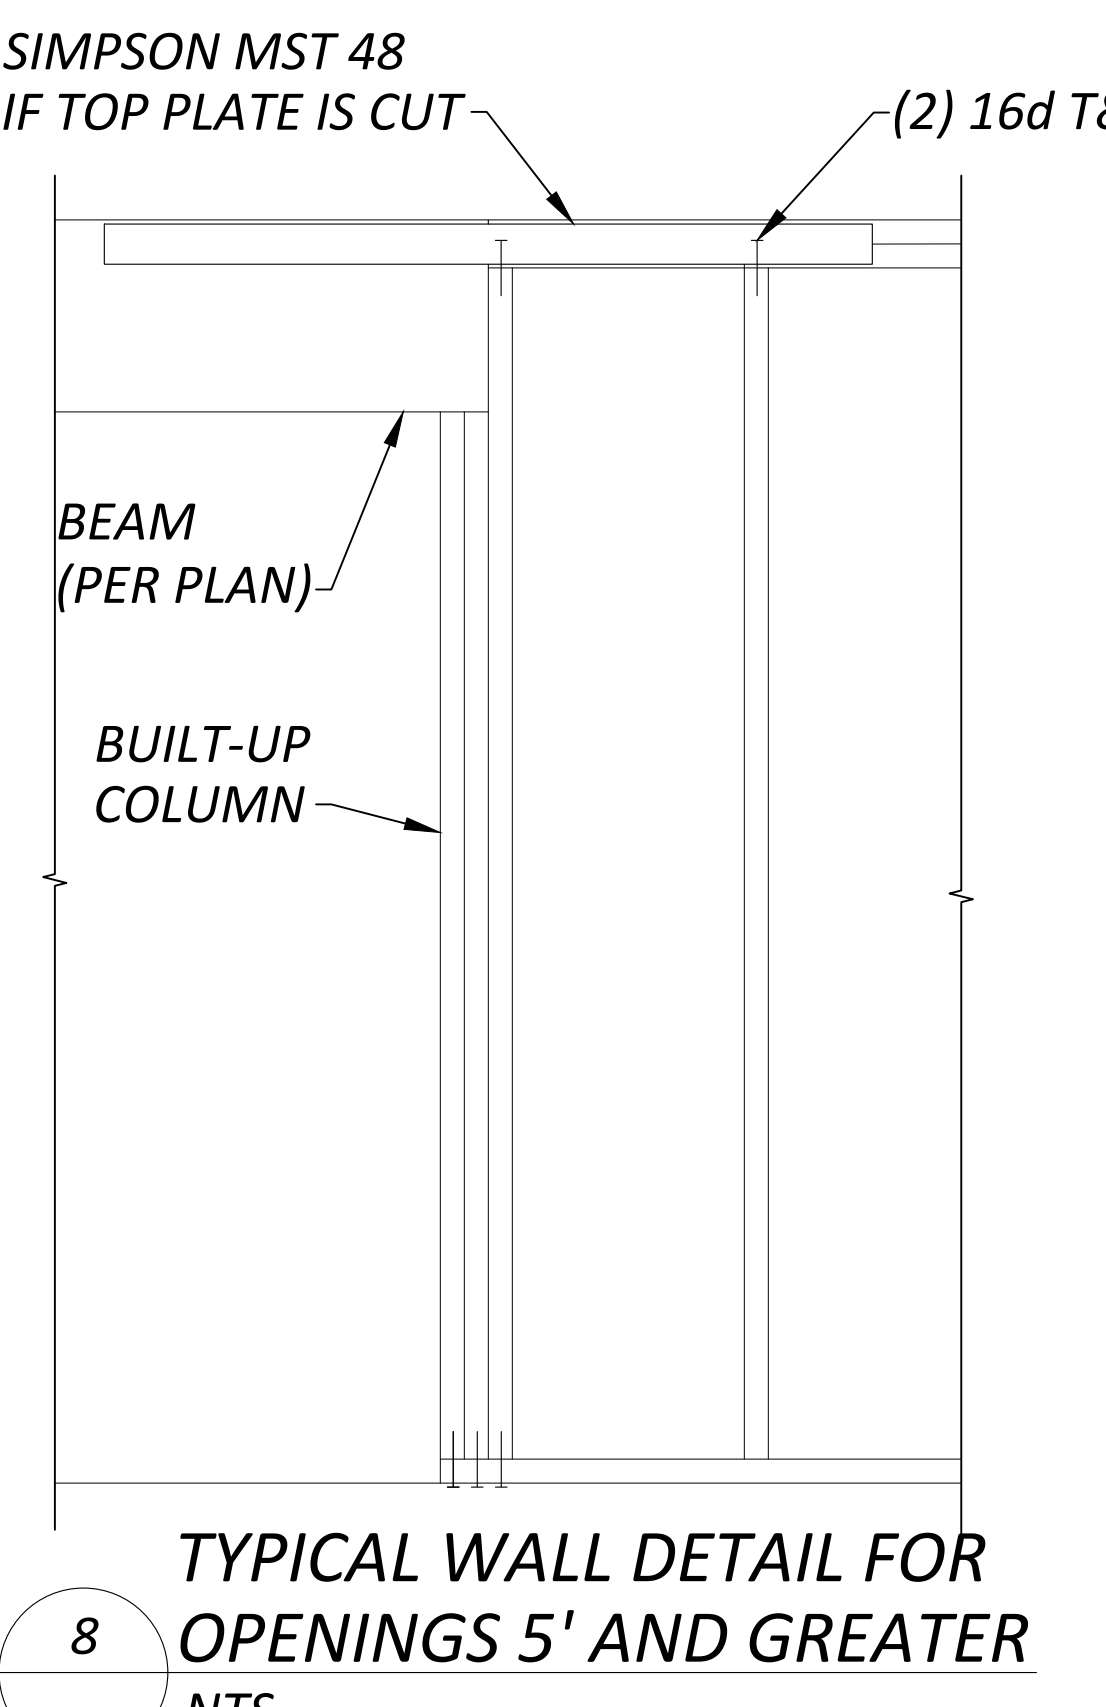 SIMPSON MST 48
IF TOP PLATE IS CUT
(2) 16d
BEAM
(PER PLAN)
BUILT-UP
COLUMN
TYPICAL WALL DETAIL FOR
OPENINGS 5' AND GREATER
8
NTS